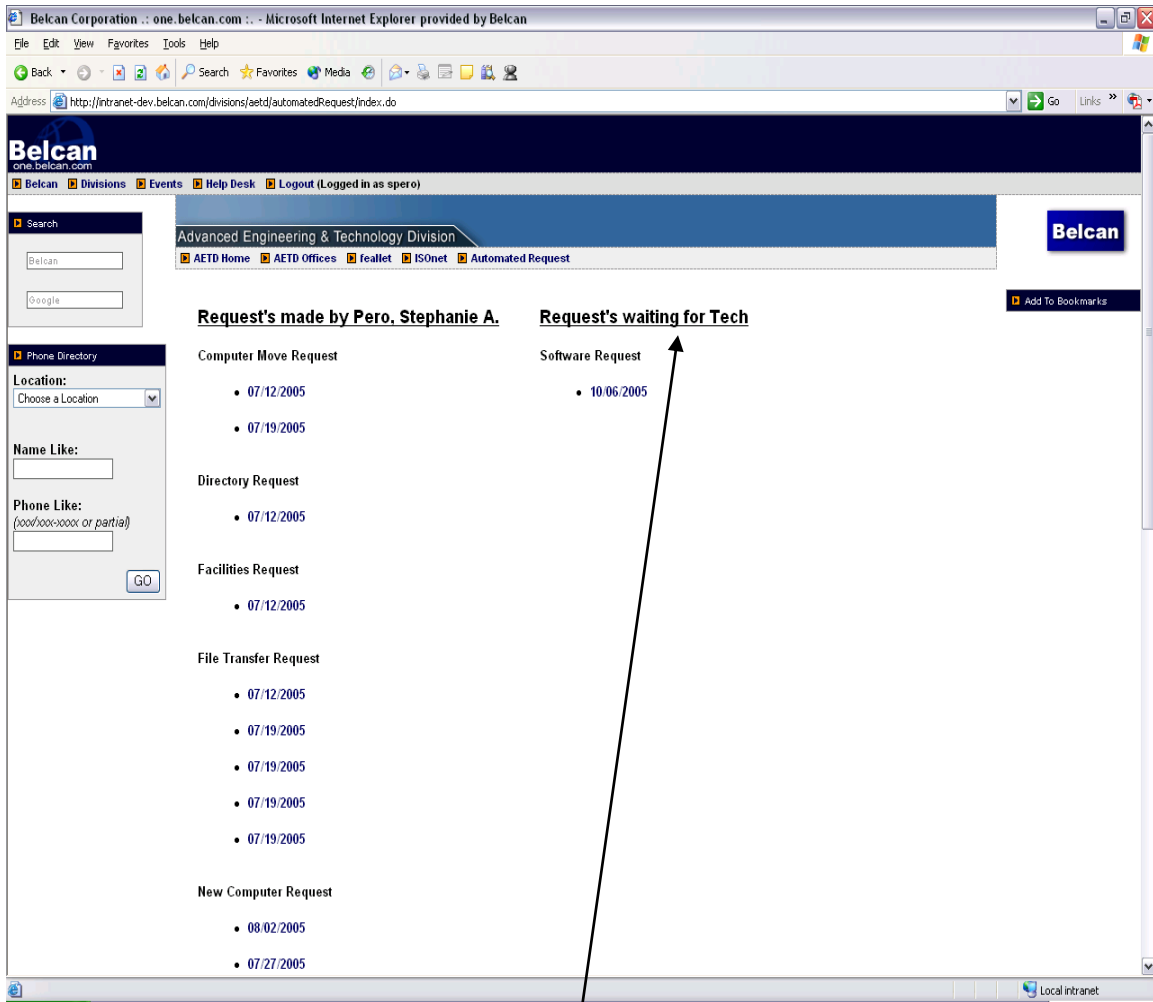 Belcan Corporation .: one.belcan.com :. - Microsoft Internet Explorer provided by Belcan
File Edit View Favorites Tools Help
Back Search Favorites Media
Address http://intranet-dev.belcan.com/divisions/aetd/automatedRequest/index.do Go Links »
Belcan
one.belcan.com
Belcan Divisions Events Help Desk Logout (Logged in as spero)
Search
Belcan
Google
Advanced Engineering & Technology Division
AETD Home AETD Offices feallet ISOnet Automated Request
Belcan
Add To Bookmarks
Phone Directory
Location:
Choose a Location
Name Like:
Phone Like:
(xxx/xxx-xxxx or partial)
GO
Request's made by Pero, Stephanie A.
Computer Move Request
• 07/12/2005
• 07/19/2005
Directory Request
• 07/12/2005
Facilities Request
• 07/12/2005
File Transfer Request
• 07/12/2005
• 07/19/2005
• 07/19/2005
• 07/19/2005
• 07/19/2005
New Computer Request
• 08/02/2005
• 07/27/2005
Request's waiting for Tech
Software Request
• 10/06/2005
Local intranet